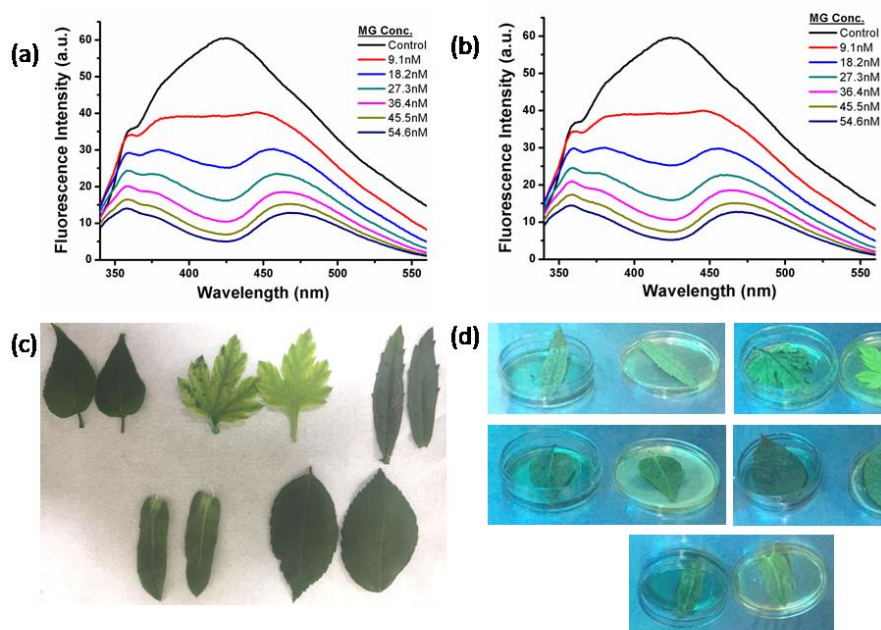 (a)
Fluorescence Intensity (a.u.)
60
50
40
30
20
10
0
350
400
450
500
550
Wavelength (nm)
MG Conc.
Control
9.1nM
18.2nM
27.3nM
36.4nM
45.5nM
54.6nM
(b)
Fluorescence Intensity (a.u.)
60
50
40
30
20
10
0
350
400
450
500
550
Wavelength (nm)
MG Conc.
Control
9.1nM
18.2nM
27.3nM
36.4nM
45.5nM
54.6nM
(c)
(d)